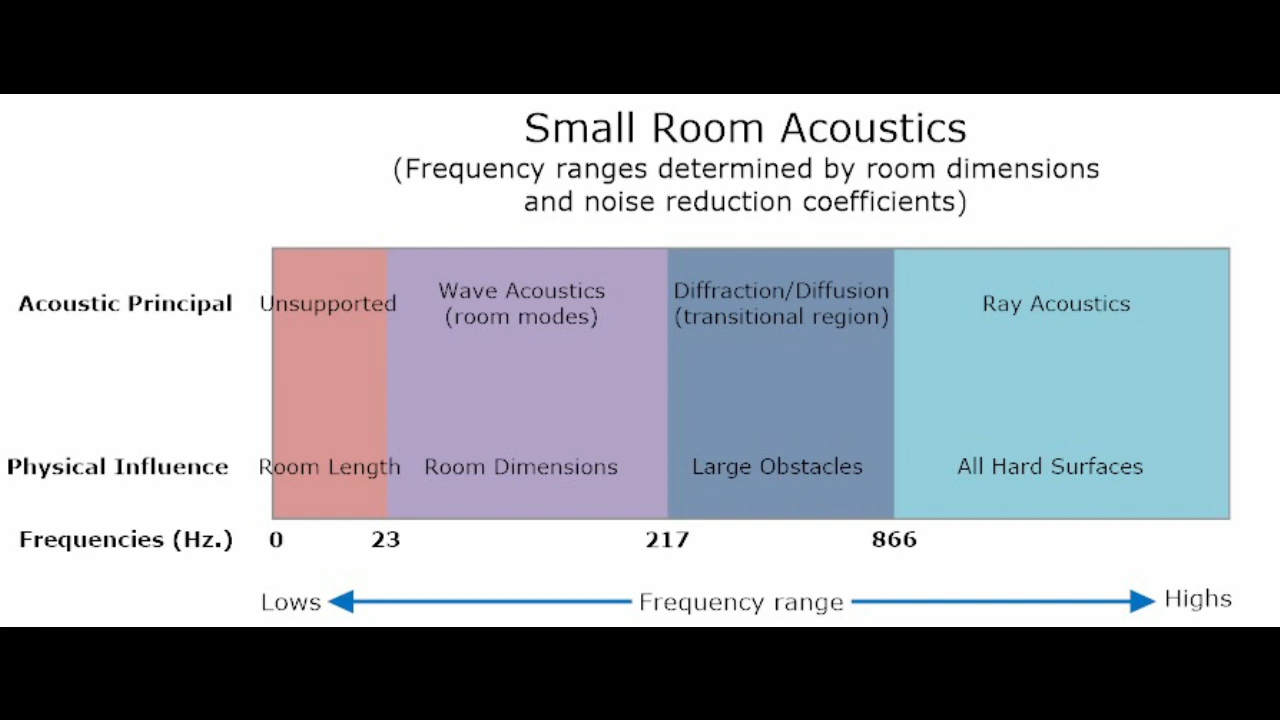 Small Room Acoustics
(Frequency ranges determined by room dimensions
and noise reduction coefficients)
Acoustic Principal
Unsupported
Wave Acoustics
(room modes)
Diffraction/Diffusion
(transitional region)
Ray Acoustics
Physical Influence
Room Length
Room Dimensions
Large Obstacles
All Hard Surfaces
Frequencies (Hz.)
0
23
217
866
Lows
Frequency range
Highs